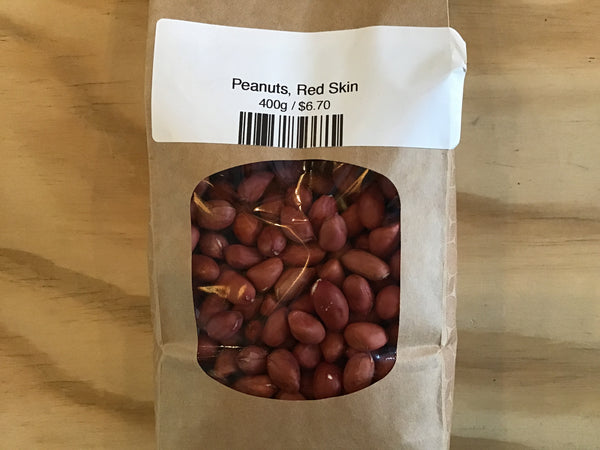 Peanuts, Red Skin
400g / $6.70